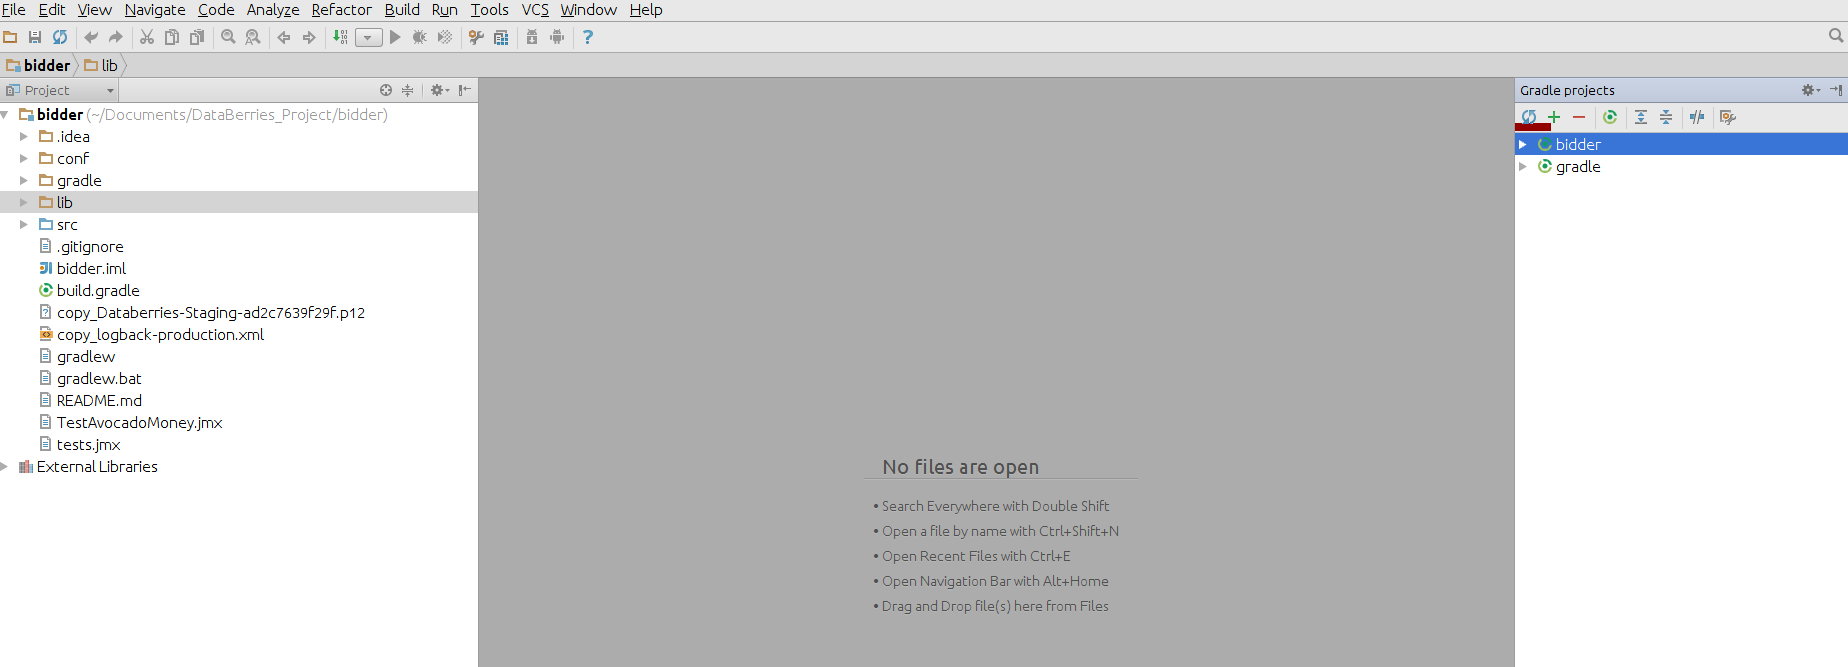 File Edit View Navigate Code Analyze Refactor Build Run Tools VCS Window Help
bidder lib
Project
bidder (~/Documents/DataBerries_Project/bidder)
.idea
conf
gradle
lib
src
.gitignore
bidder.iml
build.gradle
copy_Databerries-Staging-ad2c7639f29f.p12
copy_logback-production.xml
gradlew
gradlew.bat
README.md
TestAvocadoMoney.jmx
tests.jmx
External Libraries
No files are open
• Search Everywhere with Double Shift
• Open a file by name with Ctrl+Shift+N
• Open Recent Files with Ctrl+E
• Open Navigation Bar with Alt+Home
• Drag and Drop file(s) here from Files
Gradle projects
bidder
gradle